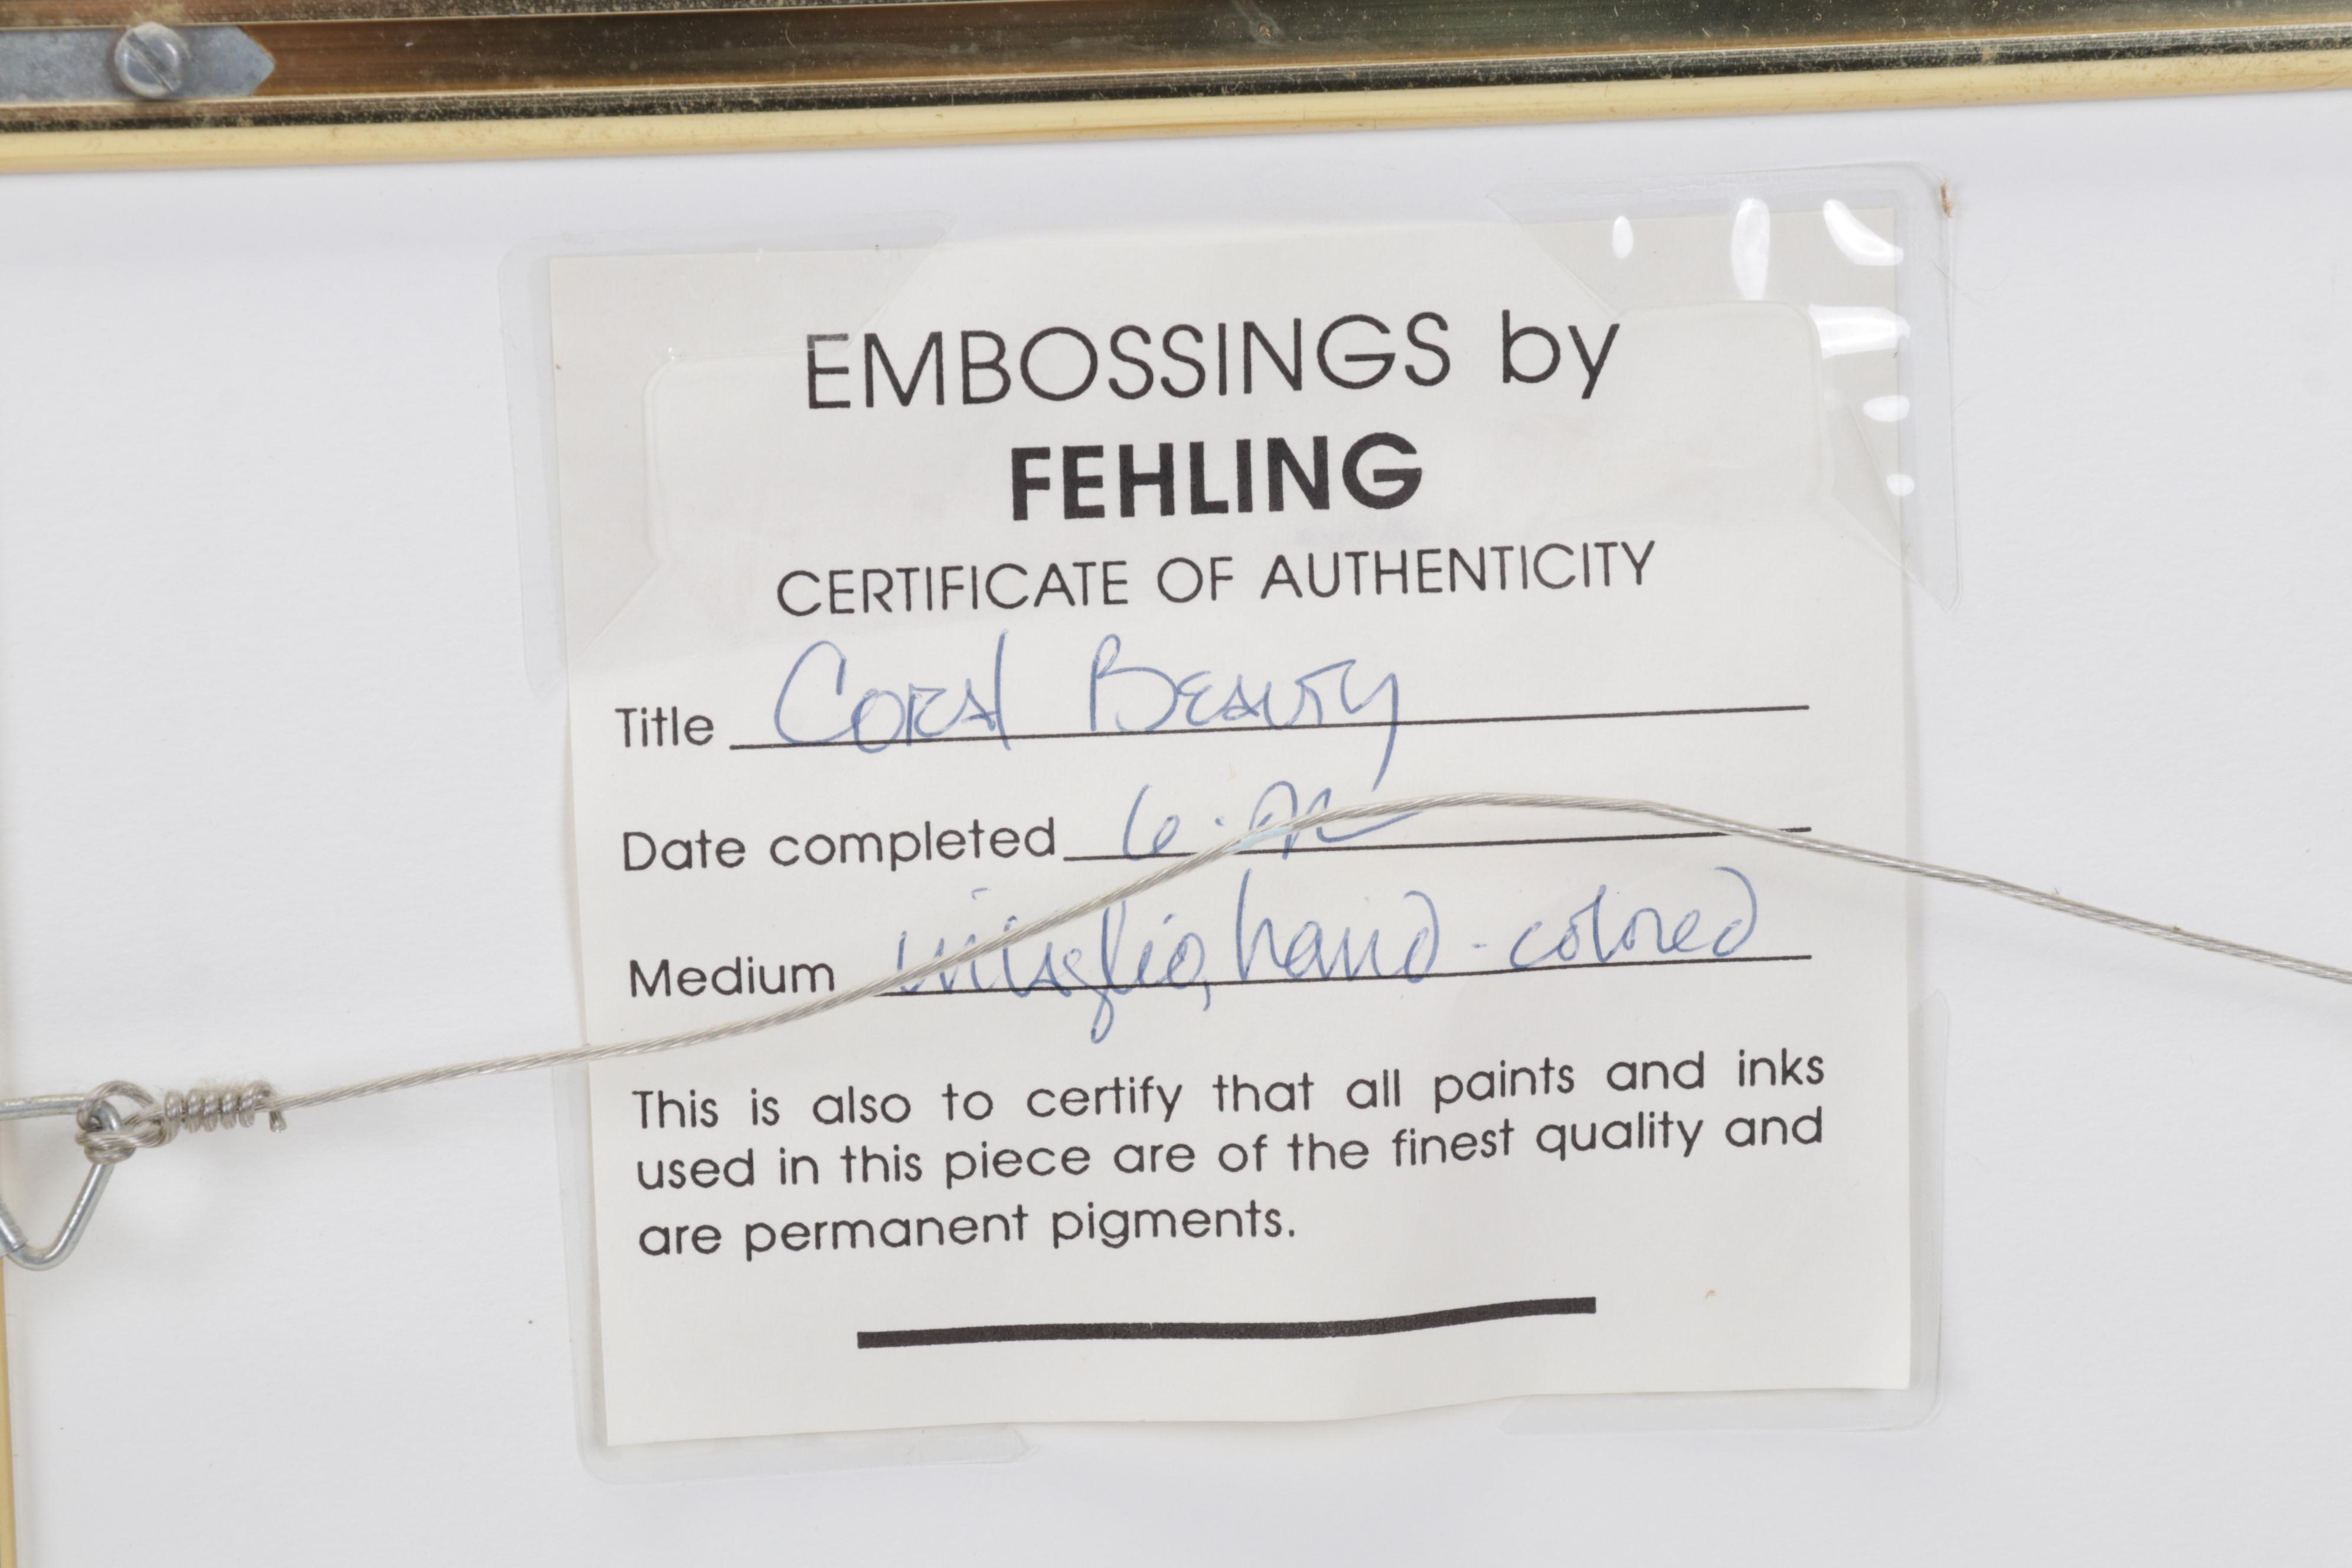 EMBOSSINGS by
FEHLING
CERTIFICATE OF AUTHENTICITY
Title Coral Beauty
Date completed
Medium intaglio, hand-colored
This is also to certify that all paints and inks
used in this piece are of the finest quality and
are permanent pigments.